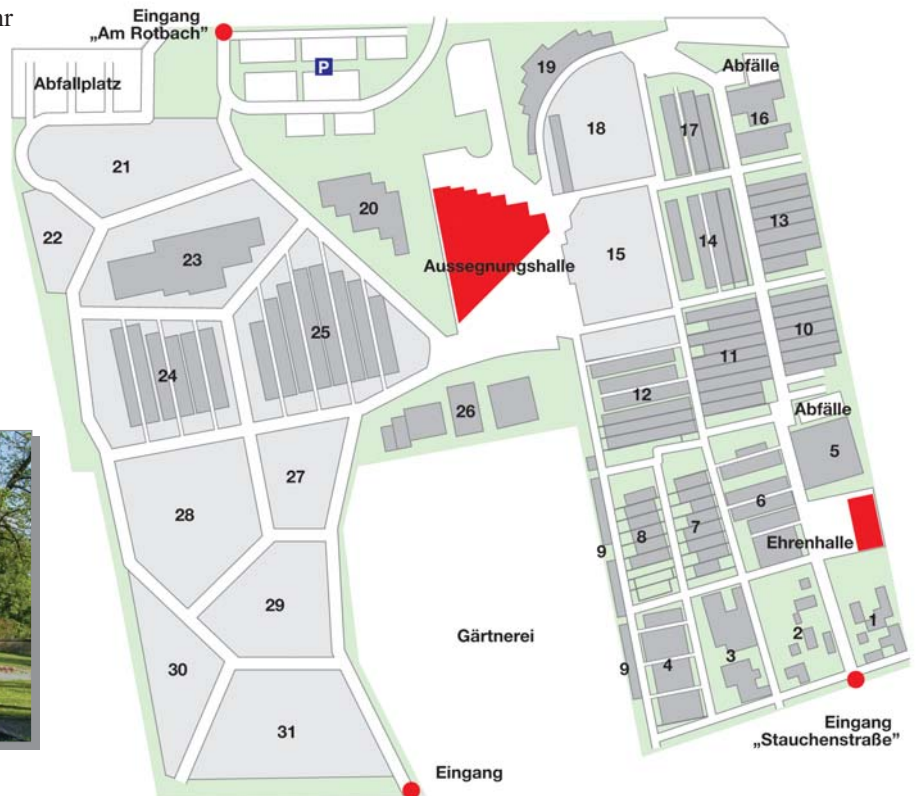 hr
Eingang
„Am Rotbach”
P
Abfallplatz
19
Abfälle
18
17
16
21
20
22
23
13
14
15
Aussegnungshalle
25
24
10
11
12
26
Abfälle
5
27
28
6
8
7
9
Ehrenhalle
29
1
2
Gärtnerei
30
9
4
3
31
Eingang
„Stauchenstraße”
Eingang